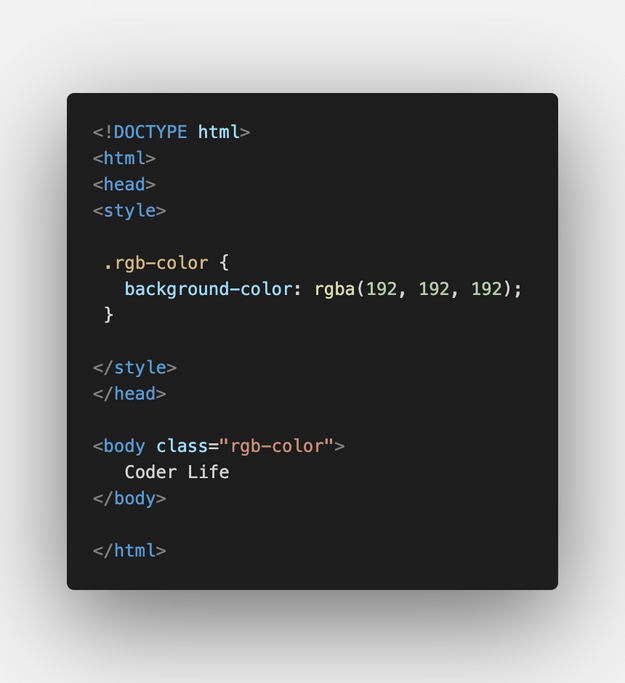 <!DOCTYPE html>
<html>
<head>
<style>
.rgb-color {
background-color: rgba(192, 192, 192);
}
</style>
</head>
<body class="rgb-color">
Coder Life
</body>
</html>